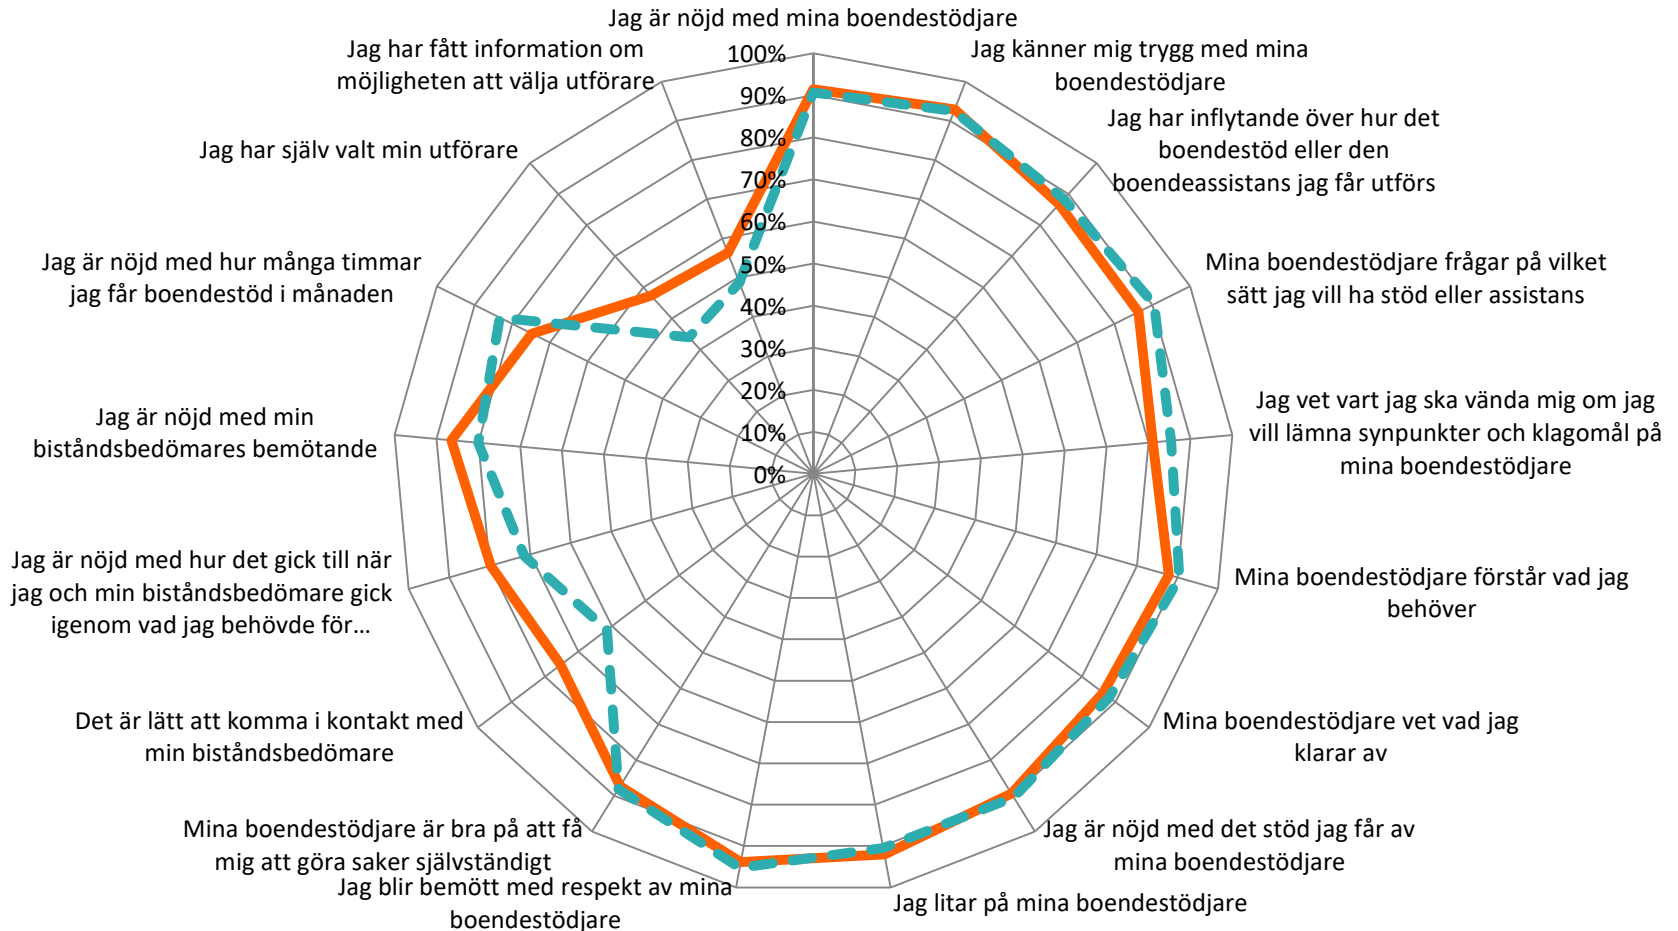 Jag är nöjd med mina boendestödjare
Jag känner mig trygg med mina
boendestödjare
Jag har inflytande över hur det
boendestöd eller den
boendeassistans jag får utförs
Mina boendestödjare frågar på vilket
sätt jag vill ha stöd eller assistans
Jag vet vart jag ska vända mig om jag
vill lämna synpunkter och klagomål på
mina boendestödjare
Mina boendestödjare förstår vad jag
behöver
Mina boendestödjare vet vad jag
klarar av
Jag är nöjd med det stöd jag får av
mina boendestödjare
Jag litar på mina boendestödjare
Jag blir bemött med respekt av mina
boendestödjare
Mina boendestödjare är bra på att få
mig att göra saker självständigt
Det är lätt att komma i kontakt med
min biståndsbedömare
Jag är nöjd med hur det gick till när
jag och min biståndsbedömare gick
igenom vad jag behövde för…
Jag är nöjd med min
biståndsbedömares bemötande
Jag är nöjd med hur många timmar
jag får boendestöd i månaden
Jag har själv valt min utförare
Jag har fått information om
möjligheten att välja utförare
100%
90%
80%
70%
60%
50%
40%
30%
20%
10%
0%